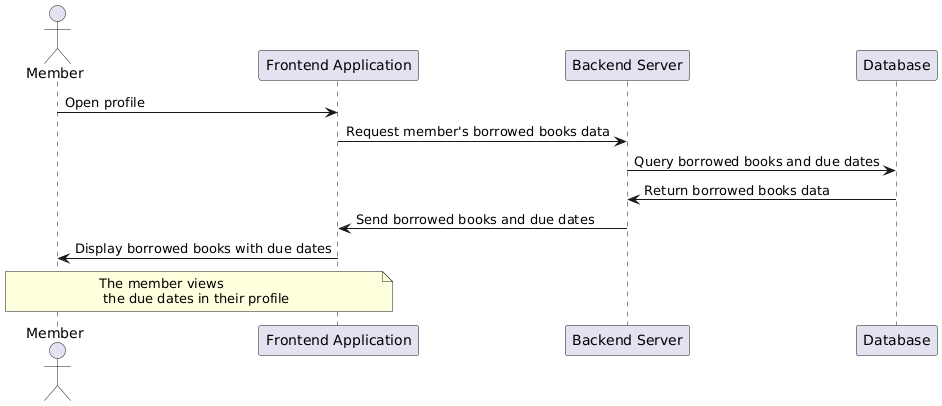 Member
Frontend Application
Backend Server
Database
Open profile
Request member's borrowed books data
Query borrowed books and due dates
Return borrowed books data
Send borrowed books and due dates
Display borrowed books with due dates
The member views
the due dates in their profile
Member
Frontend Application
Backend Server
Database